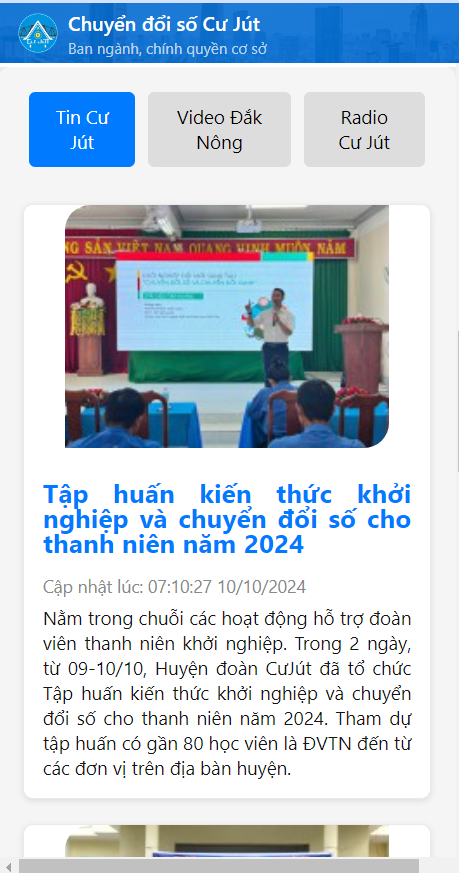 Chuyển đổi số Cư Jút
Ban ngành, chính quyền cơ sở
Tin Cư
Jút
Video Đắk
Nông
Radio
Cư Jút
NG SẢN VIỆT NAM QUANG VINH MUÔN NĂM
Tập huấn kiến thức khởi
nghiệp và chuyển đổi số cho
thanh niên năm 2024
Cập nhật lúc: 07:10:27 10/10/2024
Nằm trong chuỗi các hoạt động hỗ trợ đoàn
viên thanh niên khởi nghiệp. Trong 2 ngày,
từ 09-10/10, Huyện đoàn CưJút đã tổ chức
Tập huấn kiến thức khởi nghiệp và chuyển
đổi số cho thanh niên năm 2024. Tham dự
tập huấn có gần 80 học viên là ĐVTN đến từ
các đơn vị trên địa bàn huyện.